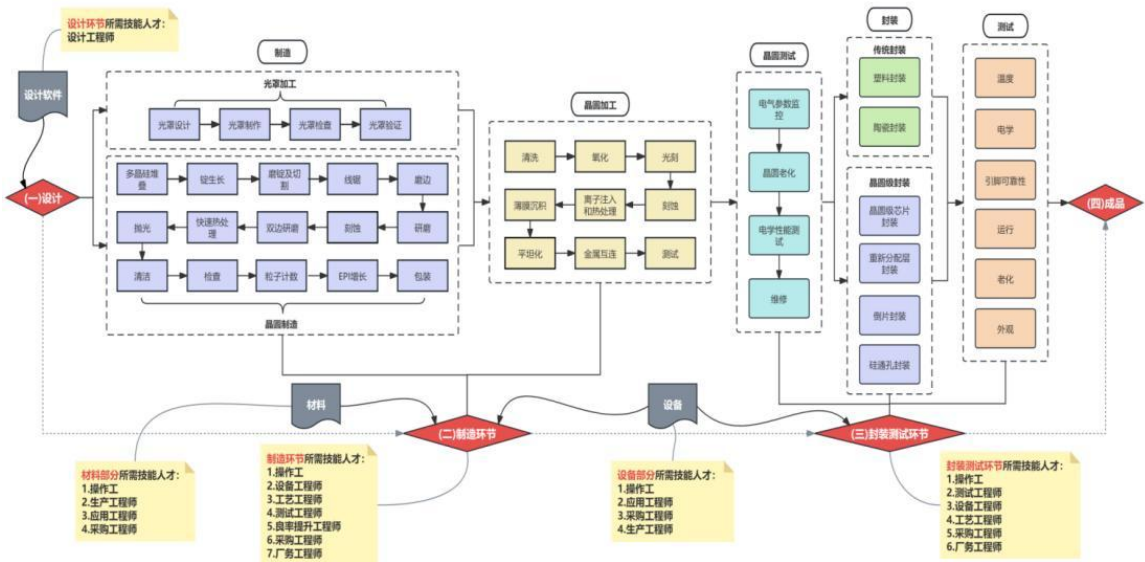 设计环节所需技能人才：
设计工程师
设计软件
(一)设计
制造
光罩加工
光罩设计
光罩制作
光罩检查
光罩验证
多晶硅堆
叠
锭生长
磨锭及切
割
线锯
磨边
抛光
快速热处
理
双边研磨
刻蚀
研磨
清洁
检查
粒子计数
EPI增长
包装
晶圆制造
晶圆加工
清洗
氧化
光刻
薄膜沉积
离子注入
和热处理
刻蚀
平坦化
金属互连
测试
晶圆测试
电气参数监
控
晶圆老化
电学性能测
试
维修
封装
传统封装
塑料封装
陶瓷封装
晶圆级封装
晶圆级芯片
封装
重新分配层
封装
倒片封装
硅通孔封装
测试
温度
电学
引脚可靠性
运行
老化
外观
(四)成品
材料
(二)制造环节
设备
(三)封装测试环节
材料部分所需技能人才：
1.操作工
2.生产工程师
3.应用工程师
4.采购工程师
制造环节所需技能人才：
1.操作工
2.设备工程师
3.工艺工程师
4.测试工程师
5.良率提升工程师
6.采购工程师
7.厂务工程师
设备部分所需技能人才：
1.操作工
2.应用工程师
3.采购工程师
4.生产工程师
封装测试环节所需技能人才：
1.操作工
2.测试工程师
3.设备工程师
4.工艺工程师
5.采购工程师
6.厂务工程师